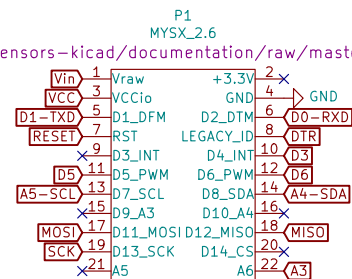 P1
MYSX_2.6
ensors-kicad/documentation/raw/mast
Vin 1 Vraw +3.3V 2
VCC 3 VCCio GND 4 GND
D1-TXD 5 D1_DFM D2_DTM 6 D0-RXD
RESET 7 RST LEGACY_ID 8 DTR
9 D3_INT D4_INT 10 D3
D5 11 D5_PWM D6_PWM 12 D6
A5-SCL 13 D7_SCL D8_SDA 14 A4-SDA
15 D9_A3 D10_A4 16
MOSI 17 D11_MOSI D12_MISO 18 MISO
SCK 19 D13_SCK D14_CS 20
21 A5 A6 22 A3